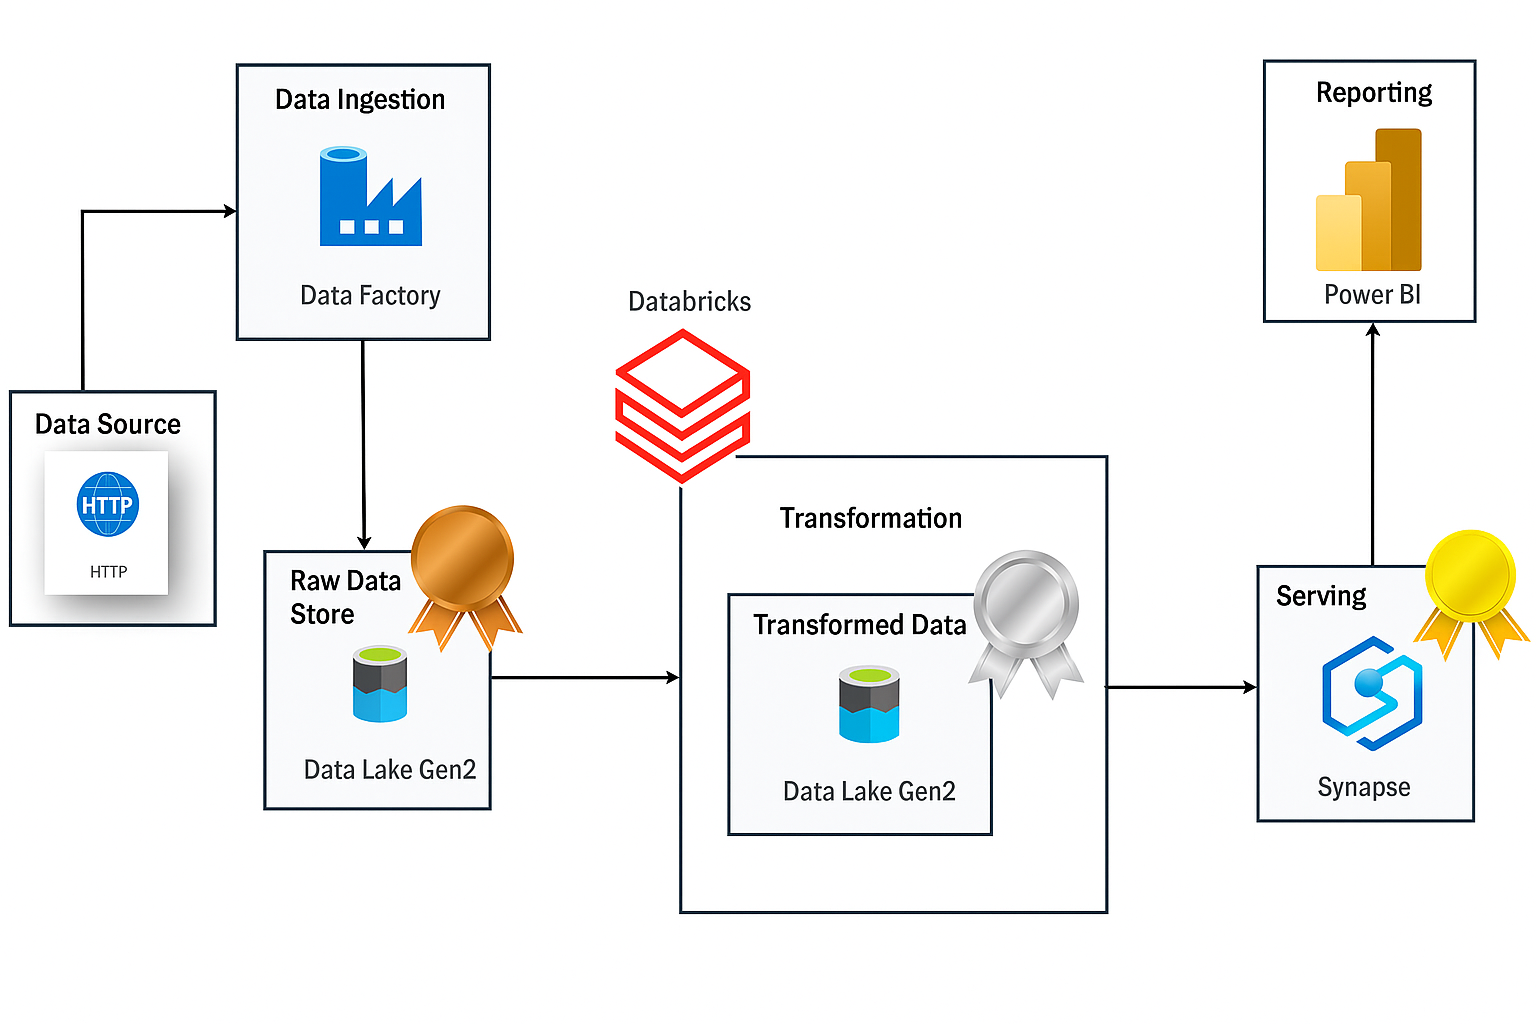 Data Ingestion
Data Factory
Data Source
HTTP
HTTP
Raw Data
Store
Data Lake Gen2
Databricks
Transformation
Transformed Data
Data Lake Gen2
Serving
Synapse
Reporting
Power BI